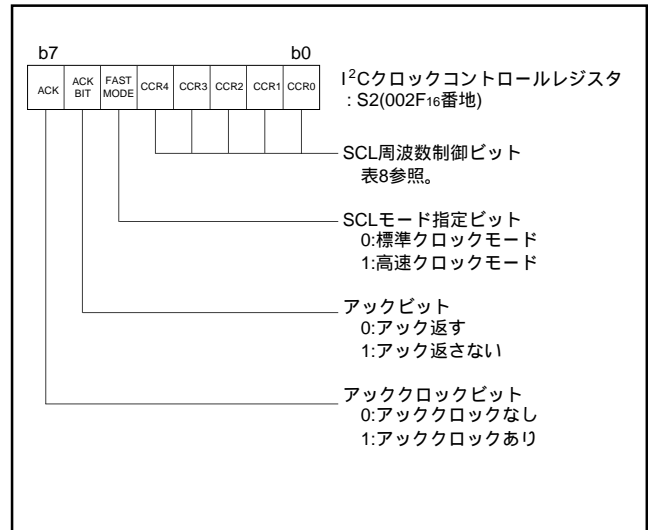 b7 b0
ACK ACK BIT FAST MODE CCR4 CCR3 CCR2 CCR1 CCR0
I²Cクロックコントロールレジスタ
: S2(002F₁₆番地)
SCL周波数制御ビット
表8参照。
SCLモード指定ビット
0:標準クロックモード
1:高速クロックモード
アックビット
0:アック返す
1:アック返さない
アッククロックビット
0:アッククロックなし
1:アッククロックあり